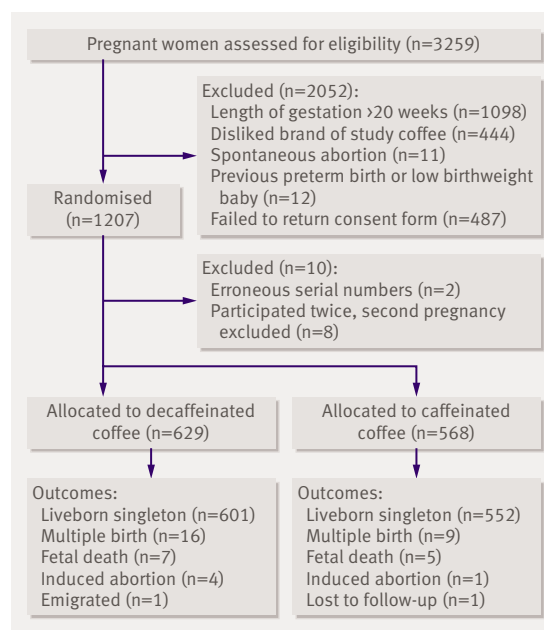 Pregnant women assessed for eligibility (n=3259)
Excluded (n=2052):
Length of gestation >20 weeks (n=1098)
Disliked brand of study coffee (n=444)
Spontaneous abortion (n=11)
Previous preterm birth or low birthweight
baby (n=12)
Failed to return consent form (n=487)
Randomised
(n=1207)
Excluded (n=10):
Erroneous serial numbers (n=2)
Participated twice, second pregnancy
excluded (n=8)
Allocated to decaffeinated
coffee (n=629)
Allocated to caffeinated
coffee (n=568)
Outcomes:
Liveborn singleton (n=601)
Multiple birth (n=16)
Fetal death (n=7)
Induced abortion (n=4)
Emigrated (n=1)
Outcomes:
Liveborn singleton (n=552)
Multiple birth (n=9)
Fetal death (n=5)
Induced abortion (n=1)
Lost to follow-up (n=1)